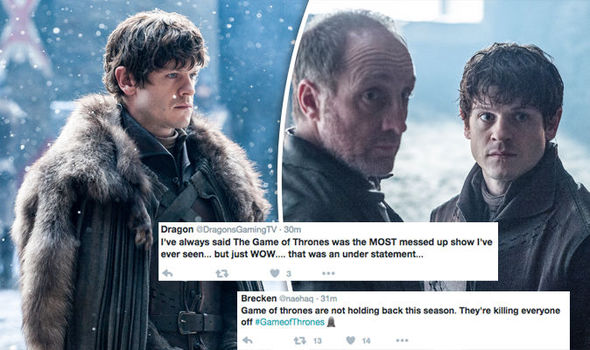 Dragon @DragonsGamingTV · 30m
I've always said The Game of Thrones was the MOST messed up show I've
ever seen... but just WOW.... that was an under statement...
3
Brecken @naehaq · 31m
Game of thrones are not holding back this season. They're killing everyone
off #GameofThrones
13 14